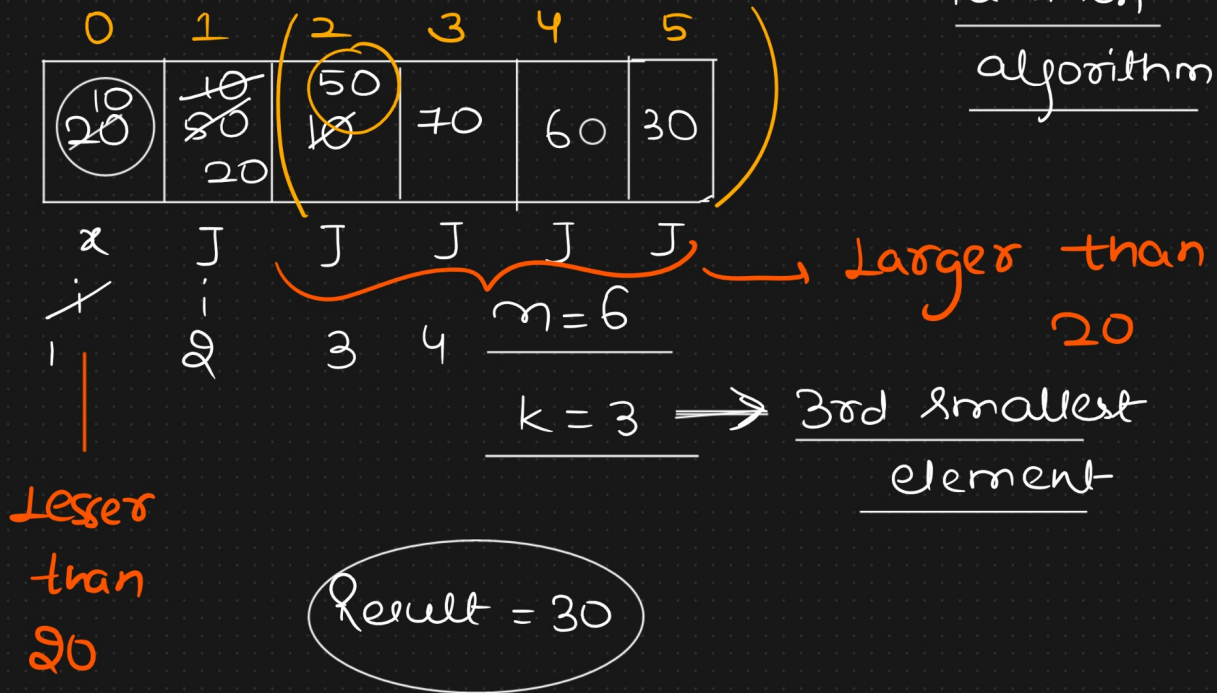 0 1 2 3 4 5
algorithm
10 10 50
20 50 10 70 60 30
20
x J J J J J
i i
Larger than
20
n=6
1 2 3 4
k = 3 → 3rd smallest
element
Lesser
than
20
Result = 30